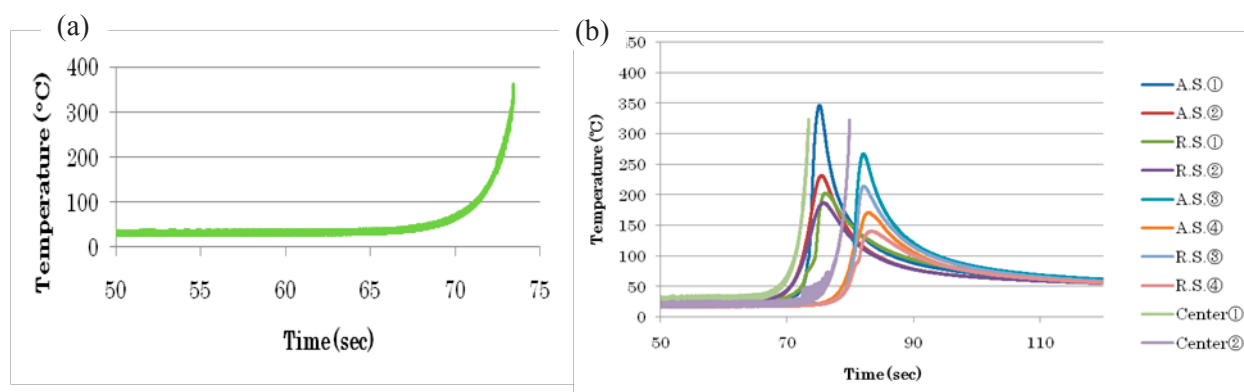 (a)
400
300
200
100
0
50 55 60 65 70 75
Temperature (°C)
Time (sec)
(b)
50
400
350
300
250
200
150
100
50
0
50 70 90 110
Temperature (°C)
Time (sec)
A.S.①
A.S.②
R.S.①
R.S.②
A.S.③
A.S.④
R.S.③
R.S.④
Center①
Center②